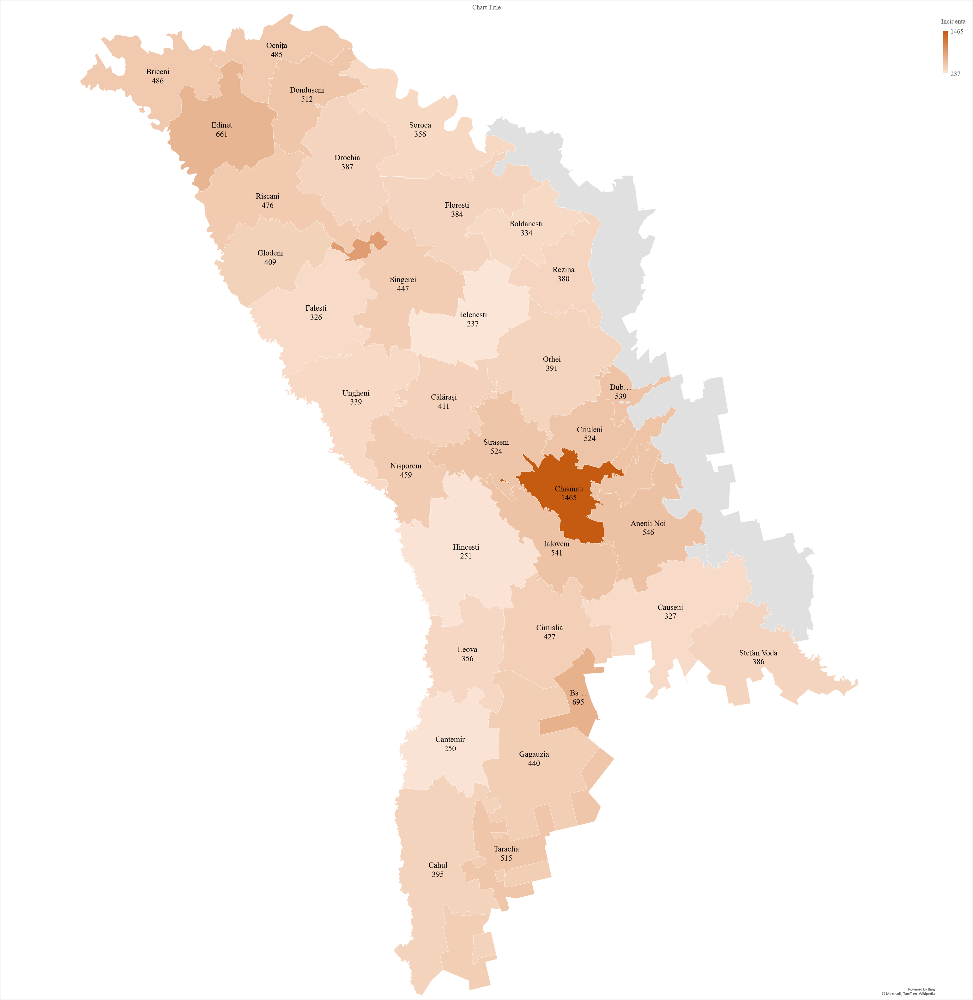 Chart Title
Incidenta
1465
237
Ocnița
485
Briceni
486
Donduseni
512
Edinet
661
Soroca
356
Drochia
387
Riscani
476
Floresti
384
Soldanesti
334
Glodeni
409
Rezina
380
Singerei
447
Falesti
326
Telenesti
237
Orhei
391
Dub...
539
Ungheni
339
Călărași
411
Criuleni
524
Straseni
524
Nisporeni
459
Chisinau
1465
Anenii Noi
546
Ialoveni
541
Hincesti
251
Causeni
327
Cimislia
427
Leova
356
Stefan Voda
386
Ba...
695
Cantemir
250
Gagauzia
440
Taraclia
515
Cahul
395
Powered by Bing
© Microsoft, TomTom, Wikipedia